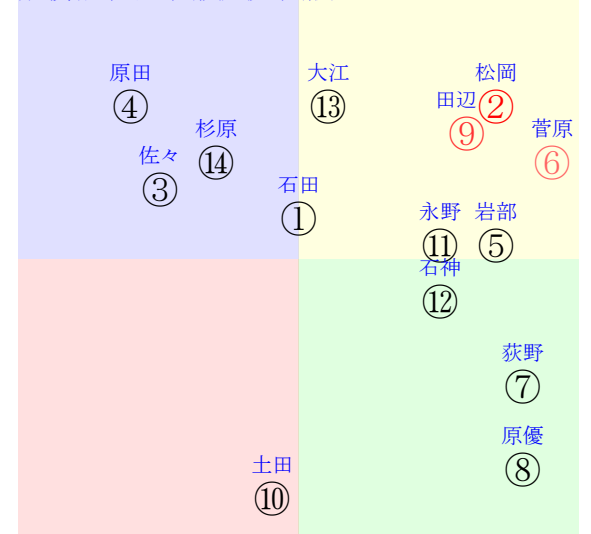 原田
④
大江
⑬
松岡
②
田辺
⑨
菅原
⑥
杉原
⑭
佐々
③
石田
①
永野
⑪
岩部
⑤
石神
⑫
荻野
⑦
原優
⑧
土田
⑩